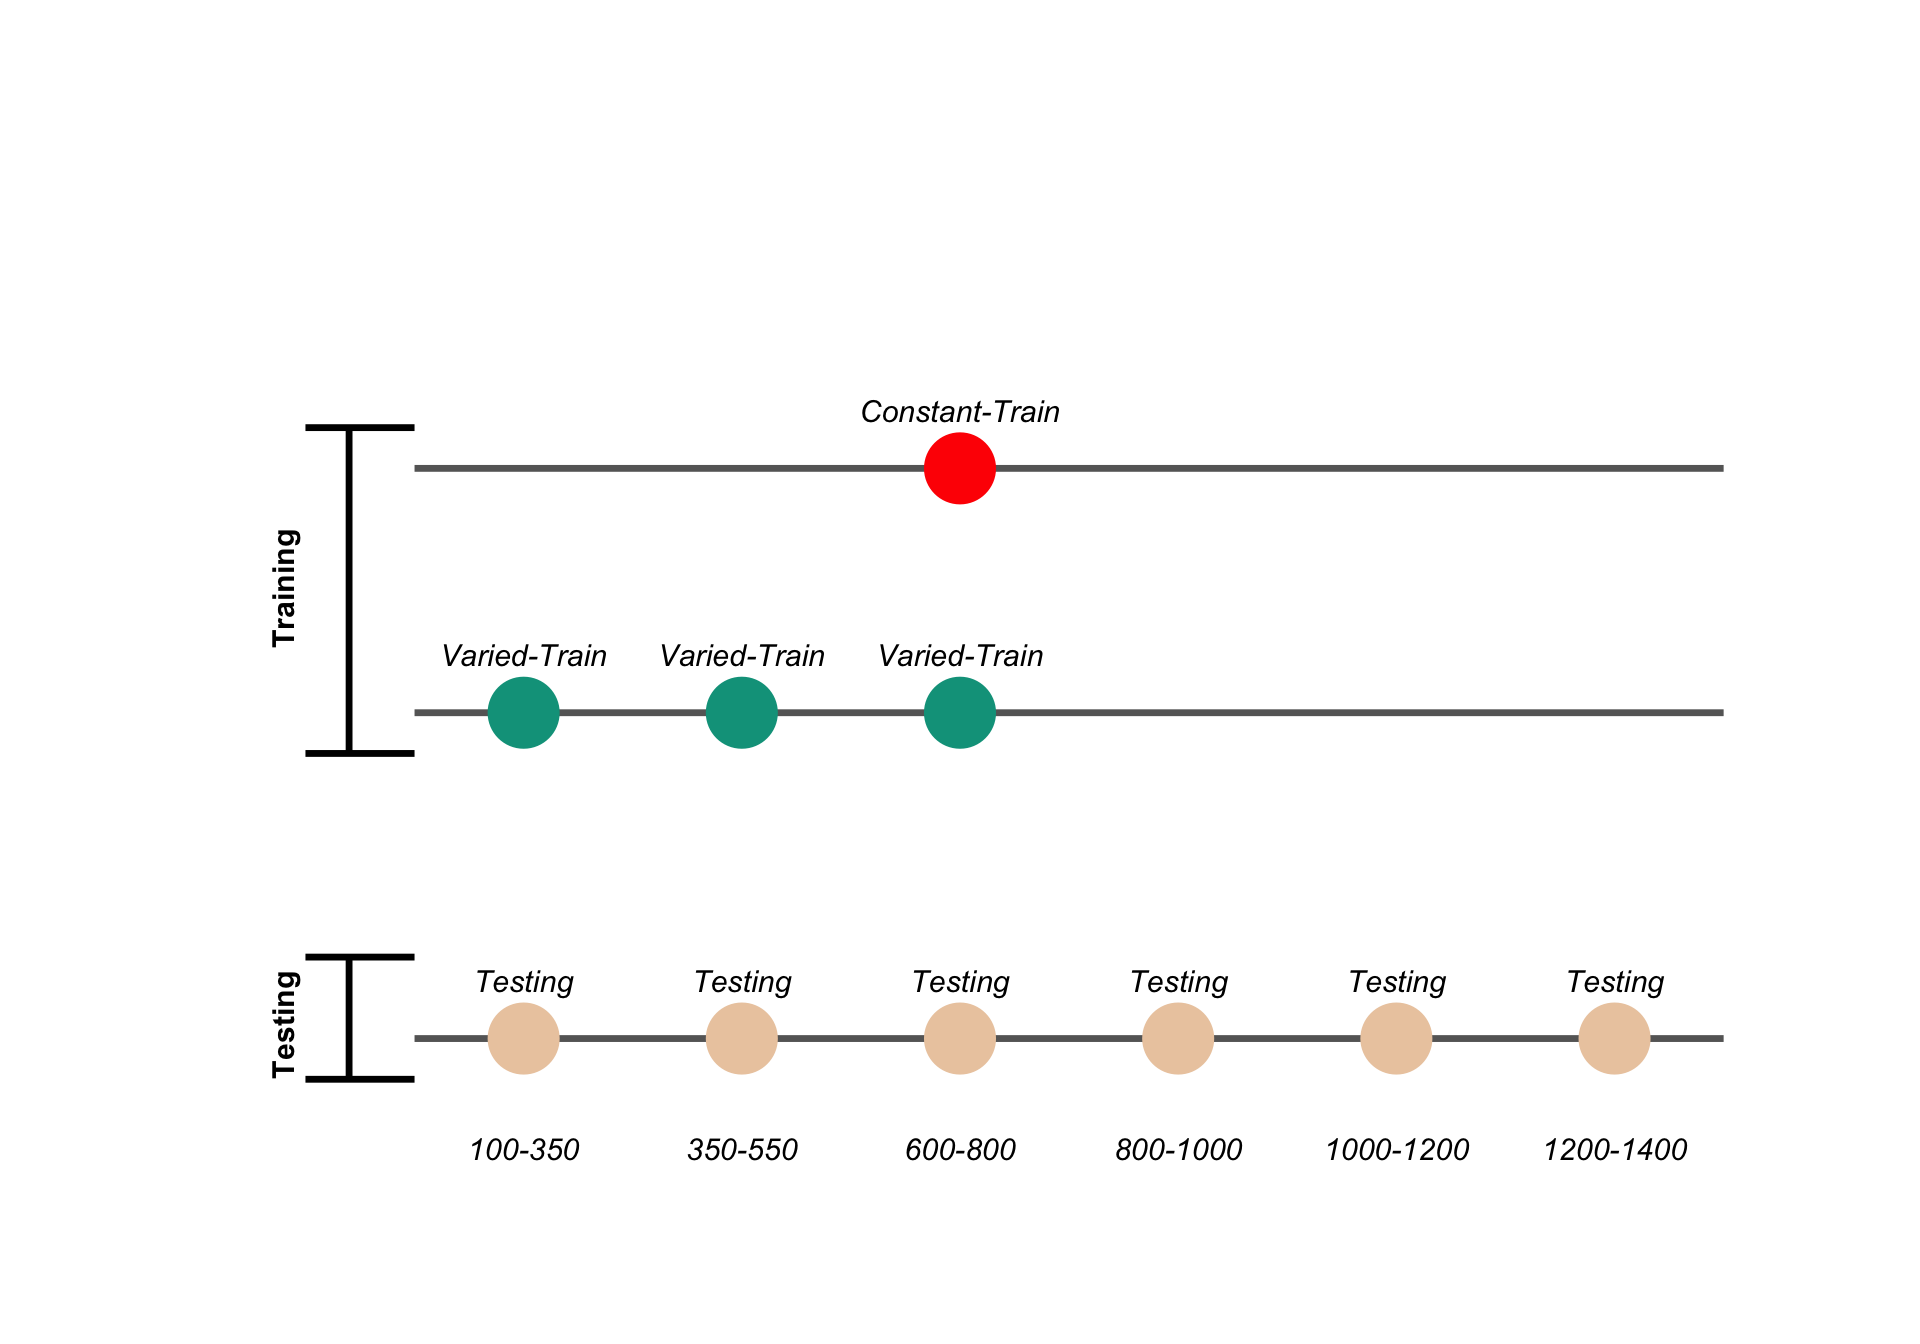 Constant-Train
Training
Varied-Train Varied-Train Varied-Train
Testing
Testing Testing Testing Testing Testing Testing
100-350 350-550 600-800 800-1000 1000-1200 1200-1400